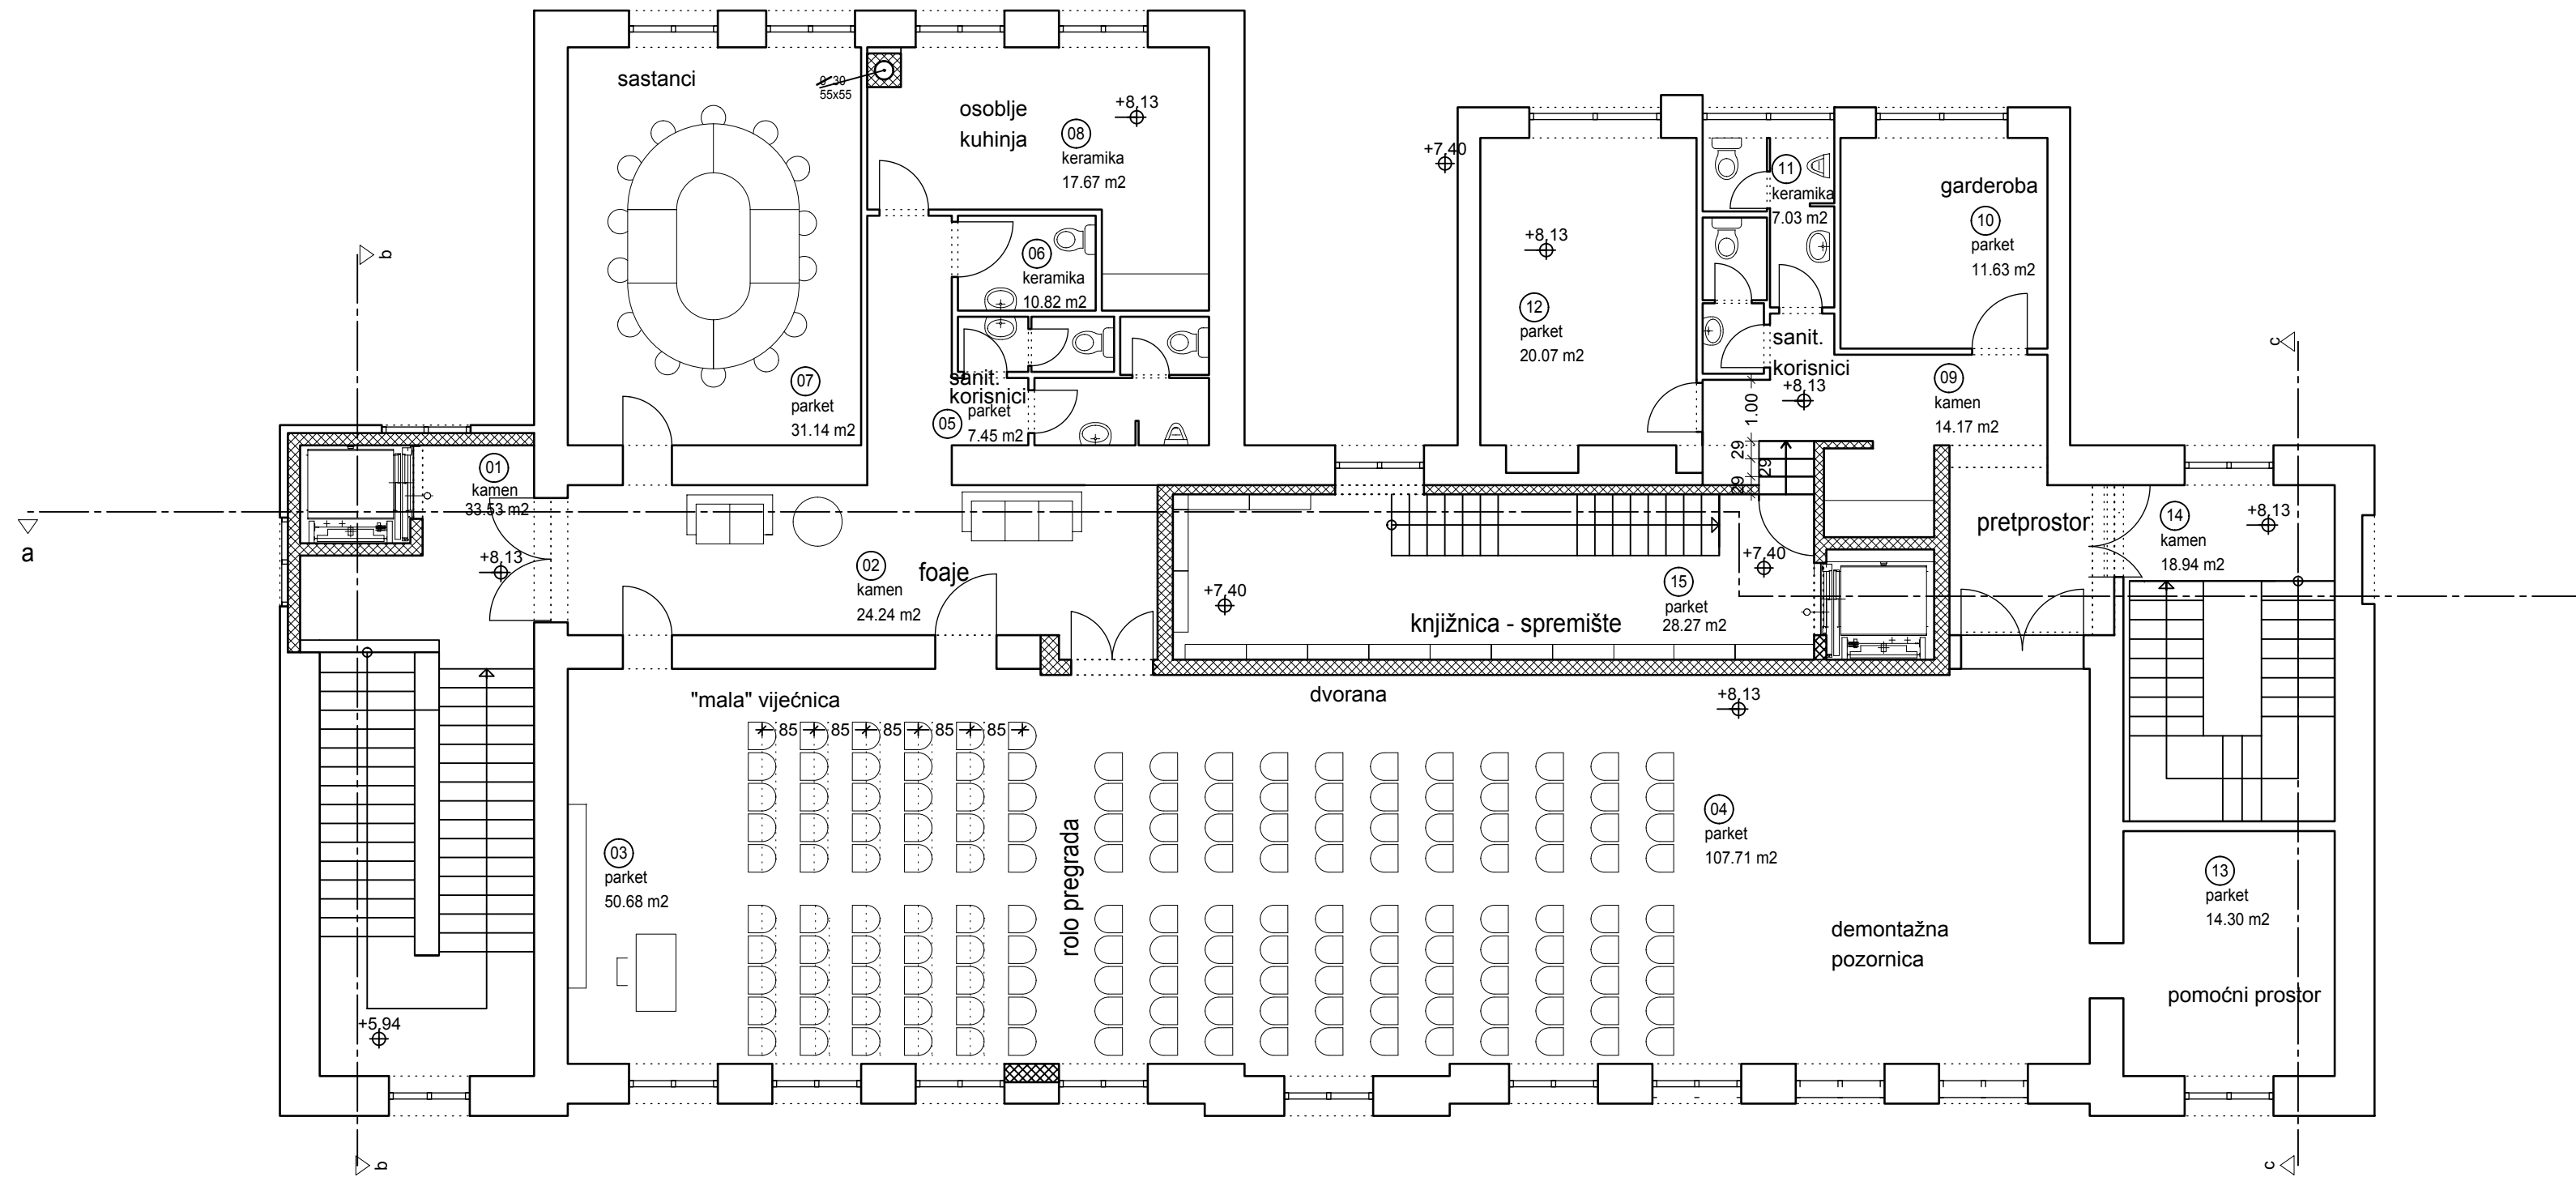 sastanci
0 30
55x55
osoblje
kuhinja
+8,13
08
keramika
17.67 m2
+7,40
11
keramika
7.03 m2
garderoba
10
parket
11.63 m2
+8,13
12
parket
20.07 m2
b
06
keramika
10.82 m2
c
sanit.
korisnici
+8,13
09
kamen
14.17 m2
07
parket
31.14 m2
sanit.
korisnici
05
parket
7.45 m2
1.00
29
29
29
01
kamen
33.53 m2
+8,13
a
02
kamen
24.24 m2
foaje
+7,40
+7,40
15
parket
28.27 m2
knjižnica - spremište
pretprostor
14
kamen
18.94 m2
+8,13
"mala" vijećnica
dvorana
+8,13
85
85
85
85
85
rolo pregrada
03
parket
50.68 m2
04
parket
107.71 m2
demontažna
pozornica
13
parket
14.30 m2
pomoćni prostor
+5,94
b
c